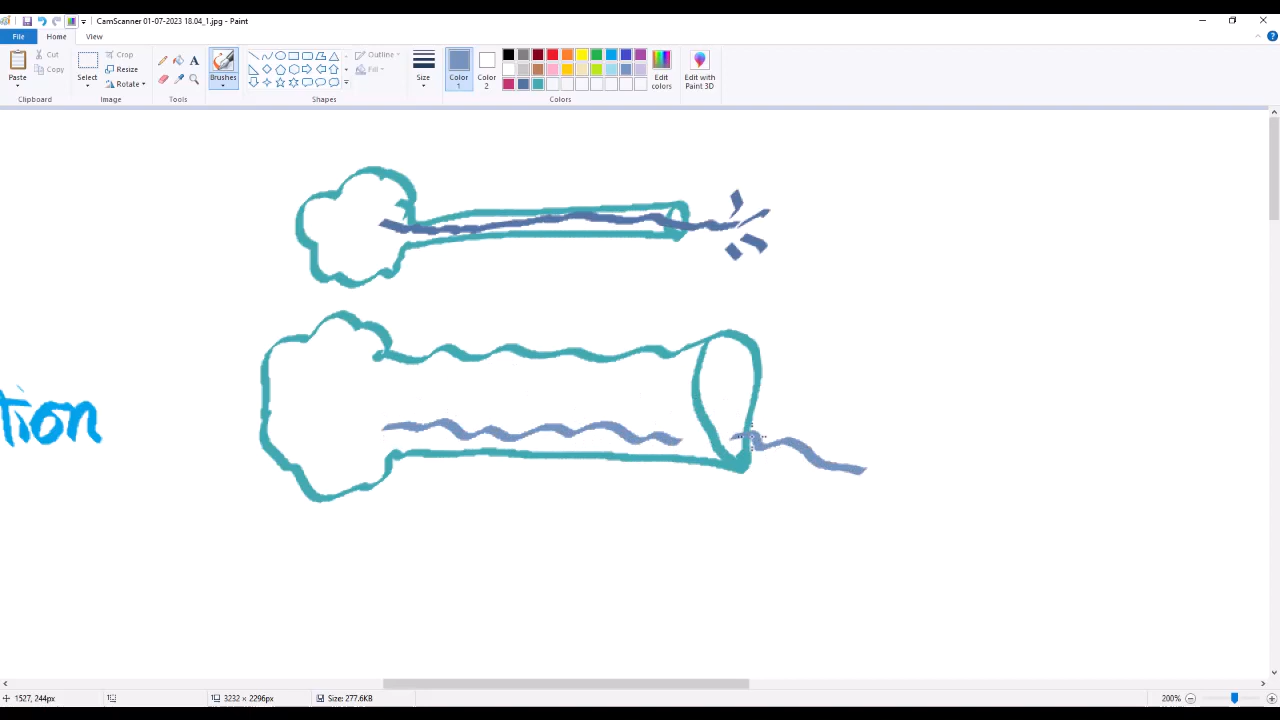 CamScanner 01-07-2023 18.04_1.jpg - Paint
File Home View
Paste
Cut
Copy
Clipboard
Select
Crop
Resize
Rotate
Image
Tools
Brushes
Outline
Fill
Shapes
Size
Color 1
Color 2
Edit colors
Edit with Paint 3D
Colors
tion
1527, 244px
3232 × 2296px
Size: 277.6KB
200%